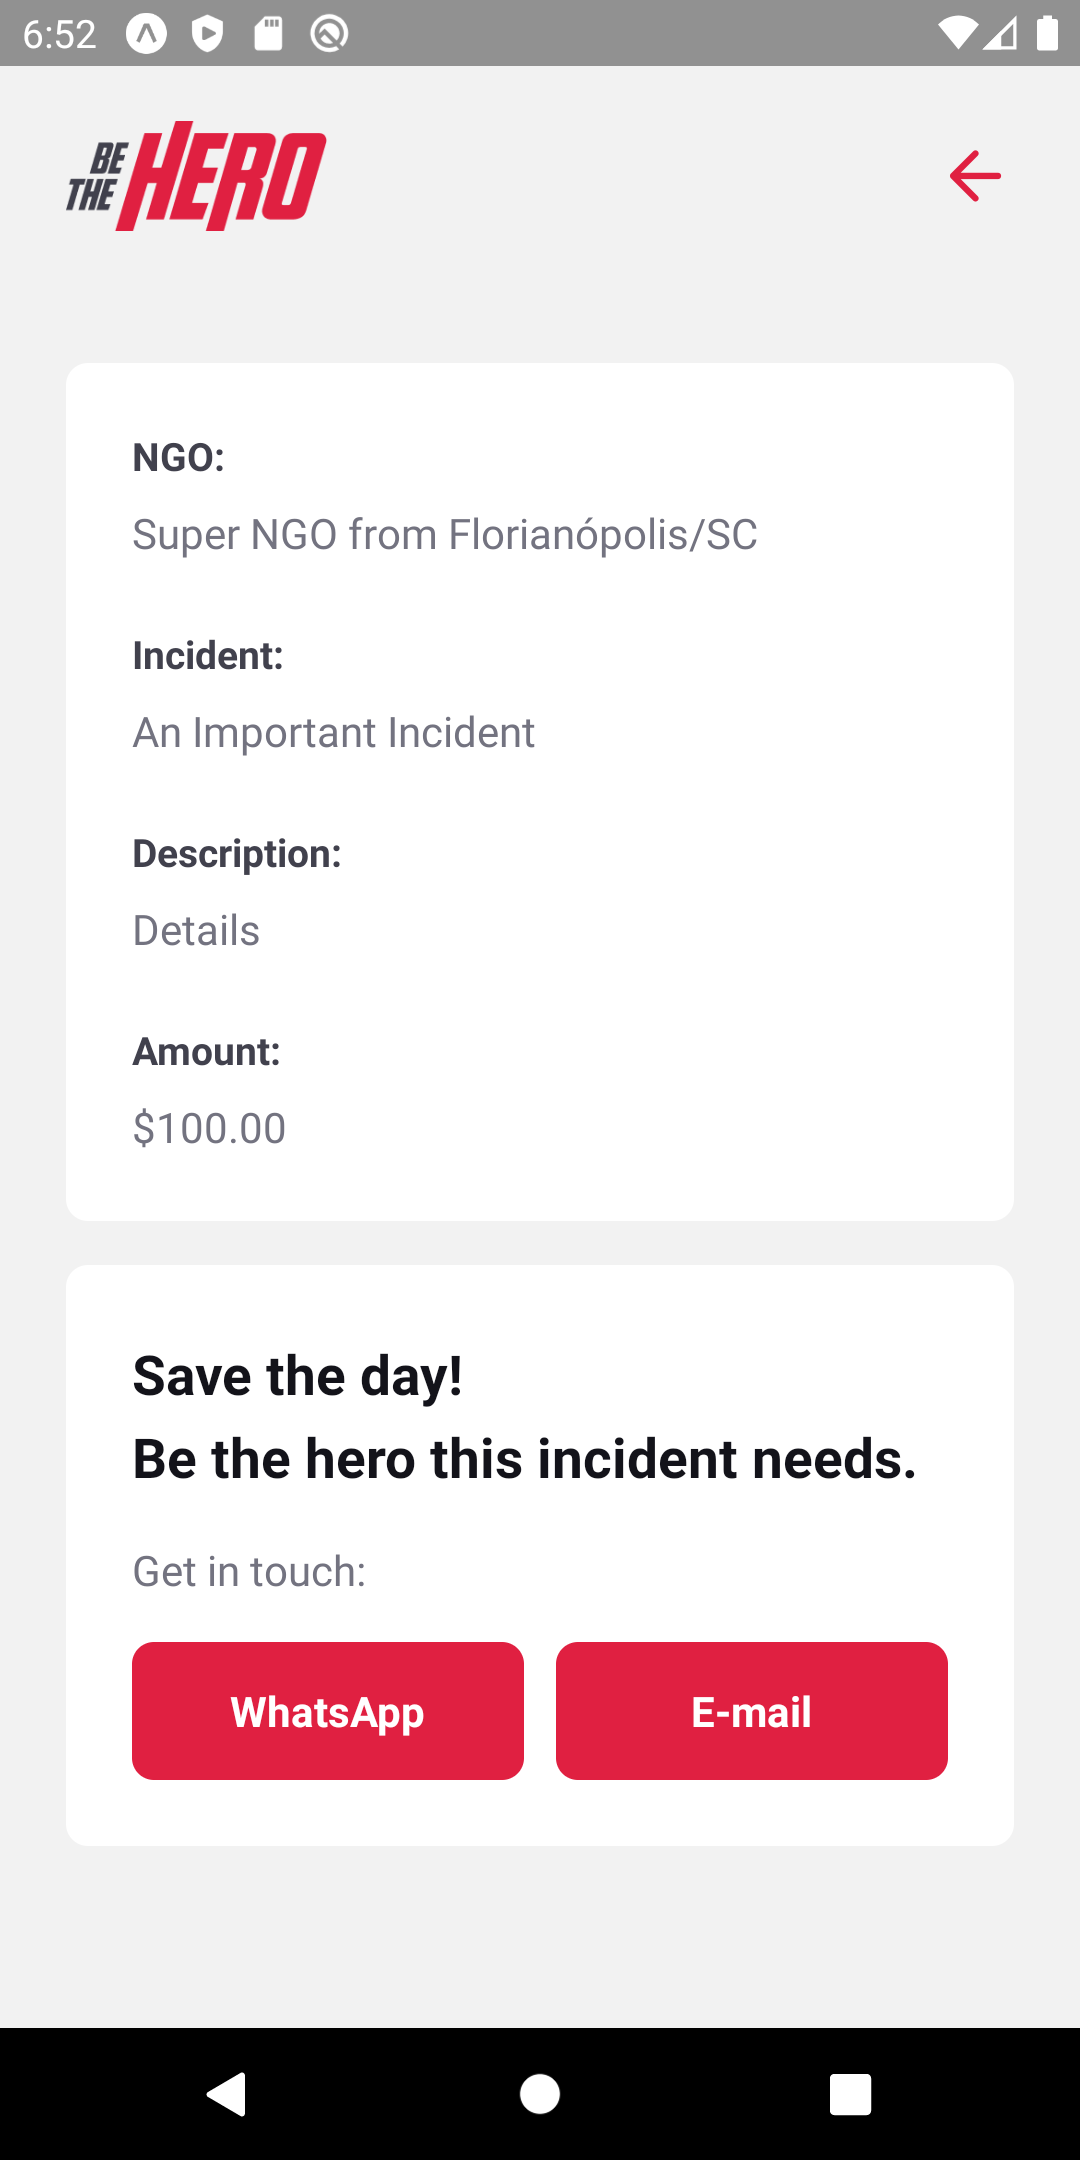 6:52
BE
THE HERO
NGO:
Super NGO from Florianópolis/SC
Incident:
An Important Incident
Description:
Details
Amount:
$100.00
Save the day!
Be the hero this incident needs.
Get in touch:
WhatsApp
E-mail